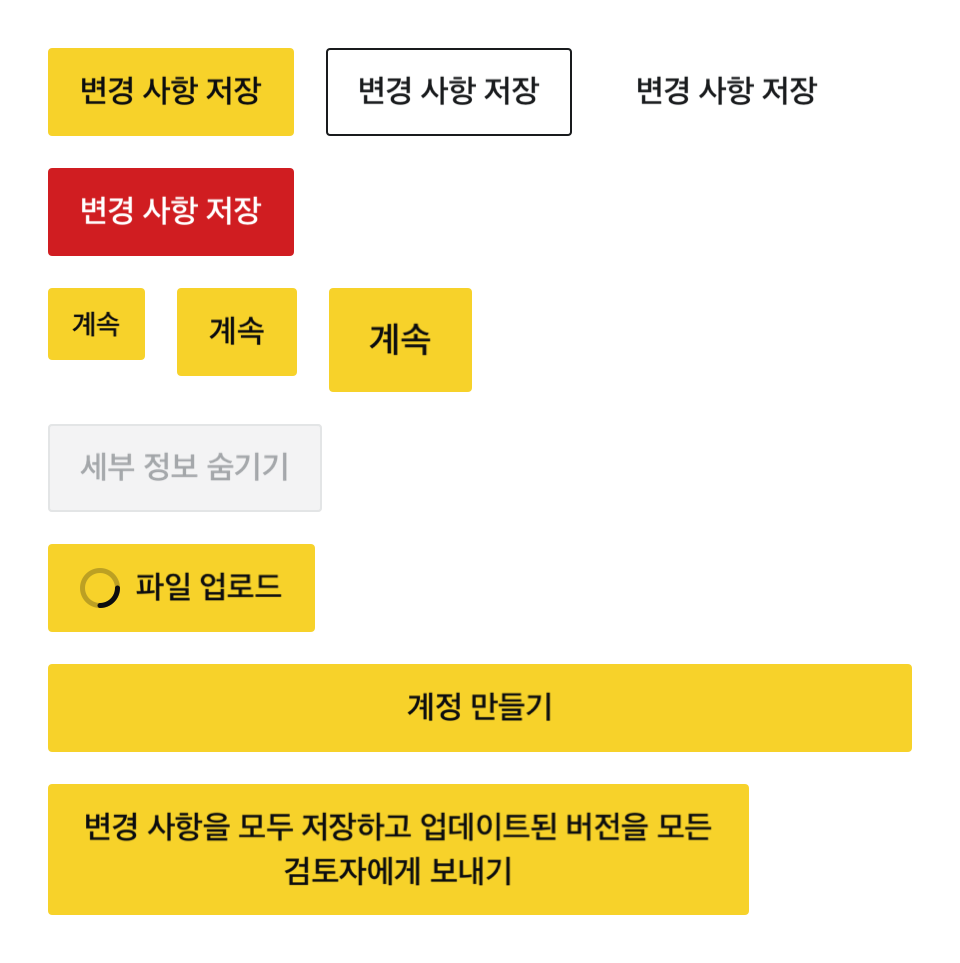 변경 사항 저장
변경 사항 저장
변경 사항 저장
변경 사항 저장
계속
계속
계속
세부 정보 숨기기
파일 업로드
계정 만들기
변경 사항을 모두 저장하고 업데이트된 버전을 모든
검토자에게 보내기